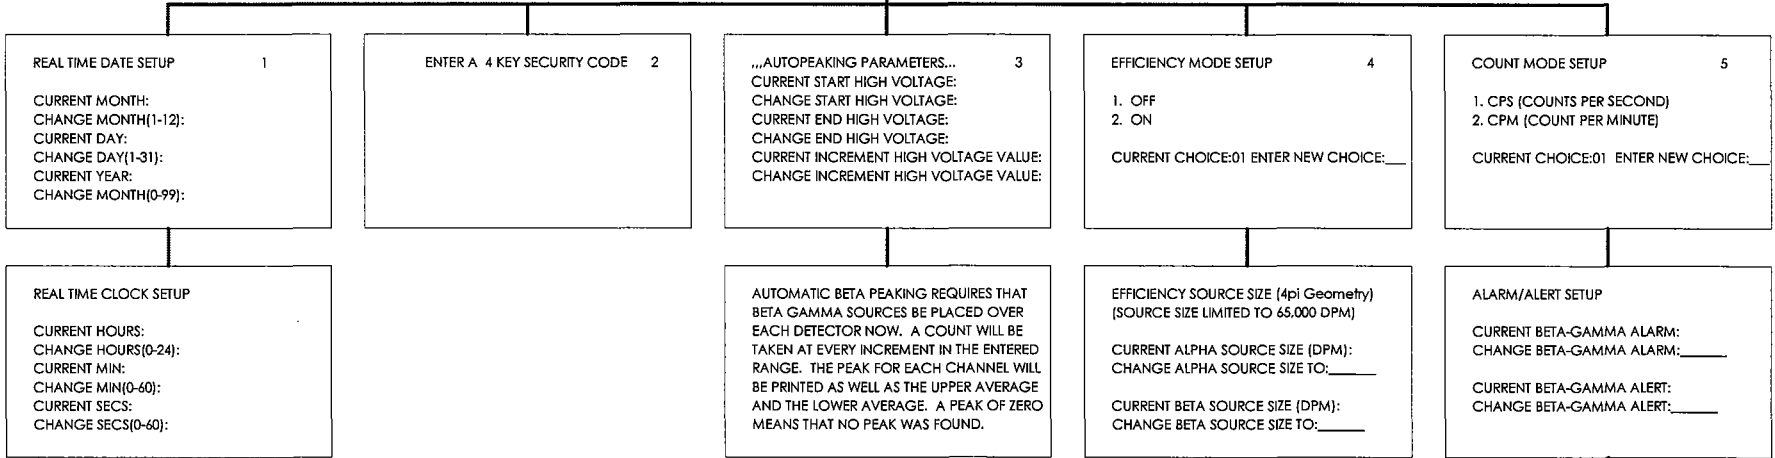 REAL TIME DATE SETUP 1
CURRENT MONTH:
CHANGE MONTH(1-12):
CURRENT DAY:
CHANGE DAY(1-31):
CURRENT YEAR:
CHANGE MONTH(0-99):
ENTER A 4 KEY SECURITY CODE 2
,,,AUTOPEAKING PARAMETERS... 3
CURRENT START HIGH VOLTAGE:
CHANGE START HIGH VOLTAGE:
CURRENT END HIGH VOLTAGE:
CHANGE END HIGH VOLTAGE:
CURRENT INCREMENT HIGH VOLTAGE VALUE:
CHANGE INCREMENT HIGH VOLTAGE VALUE:
EFFICIENCY MODE SETUP 4
1. OFF
2. ON
CURRENT CHOICE:01 ENTER NEW CHOICE:___
COUNT MODE SETUP 5
1. CPS (COUNTS PER SECOND)
2. CPM (COUNT PER MINUTE)
CURRENT CHOICE:01 ENTER NEW CHOICE:___
REAL TIME CLOCK SETUP
CURRENT HOURS:
CHANGE HOURS(0-24):
CURRENT MIN:
CHANGE MIN(0-60):
CURRENT SECS:
CHANGE SECS(0-60):
AUTOMATIC BETA PEAKING REQUIRES THAT
BETA GAMMA SOURCES BE PLACED OVER
EACH DETECTOR NOW. A COUNT WILL BE
TAKEN AT EVERY INCREMENT IN THE ENTERED
RANGE. THE PEAK FOR EACH CHANNEL WILL
BE PRINTED AS WELL AS THE UPPER AVERAGE
AND THE LOWER AVERAGE. A PEAK OF ZERO
MEANS THAT NO PEAK WAS FOUND.
EFFICIENCY SOURCE SIZE (4pi Geometry)
(SOURCE SIZE LIMITED TO 65,000 DPM)
CURRENT ALPHA SOURCE SIZE (DPM):
CHANGE ALPHA SOURCE SIZE TO:______
CURRENT BETA SOURCE SIZE (DPM):
CHANGE BETA SOURCE SIZE TO:______
ALARM/ALERT SETUP
CURRENT BETA-GAMMA ALARM:
CHANGE BETA-GAMMA ALARM:______
CURRENT BETA-GAMMA ALERT:
CHANGE BETA-GAMMA ALERT:______